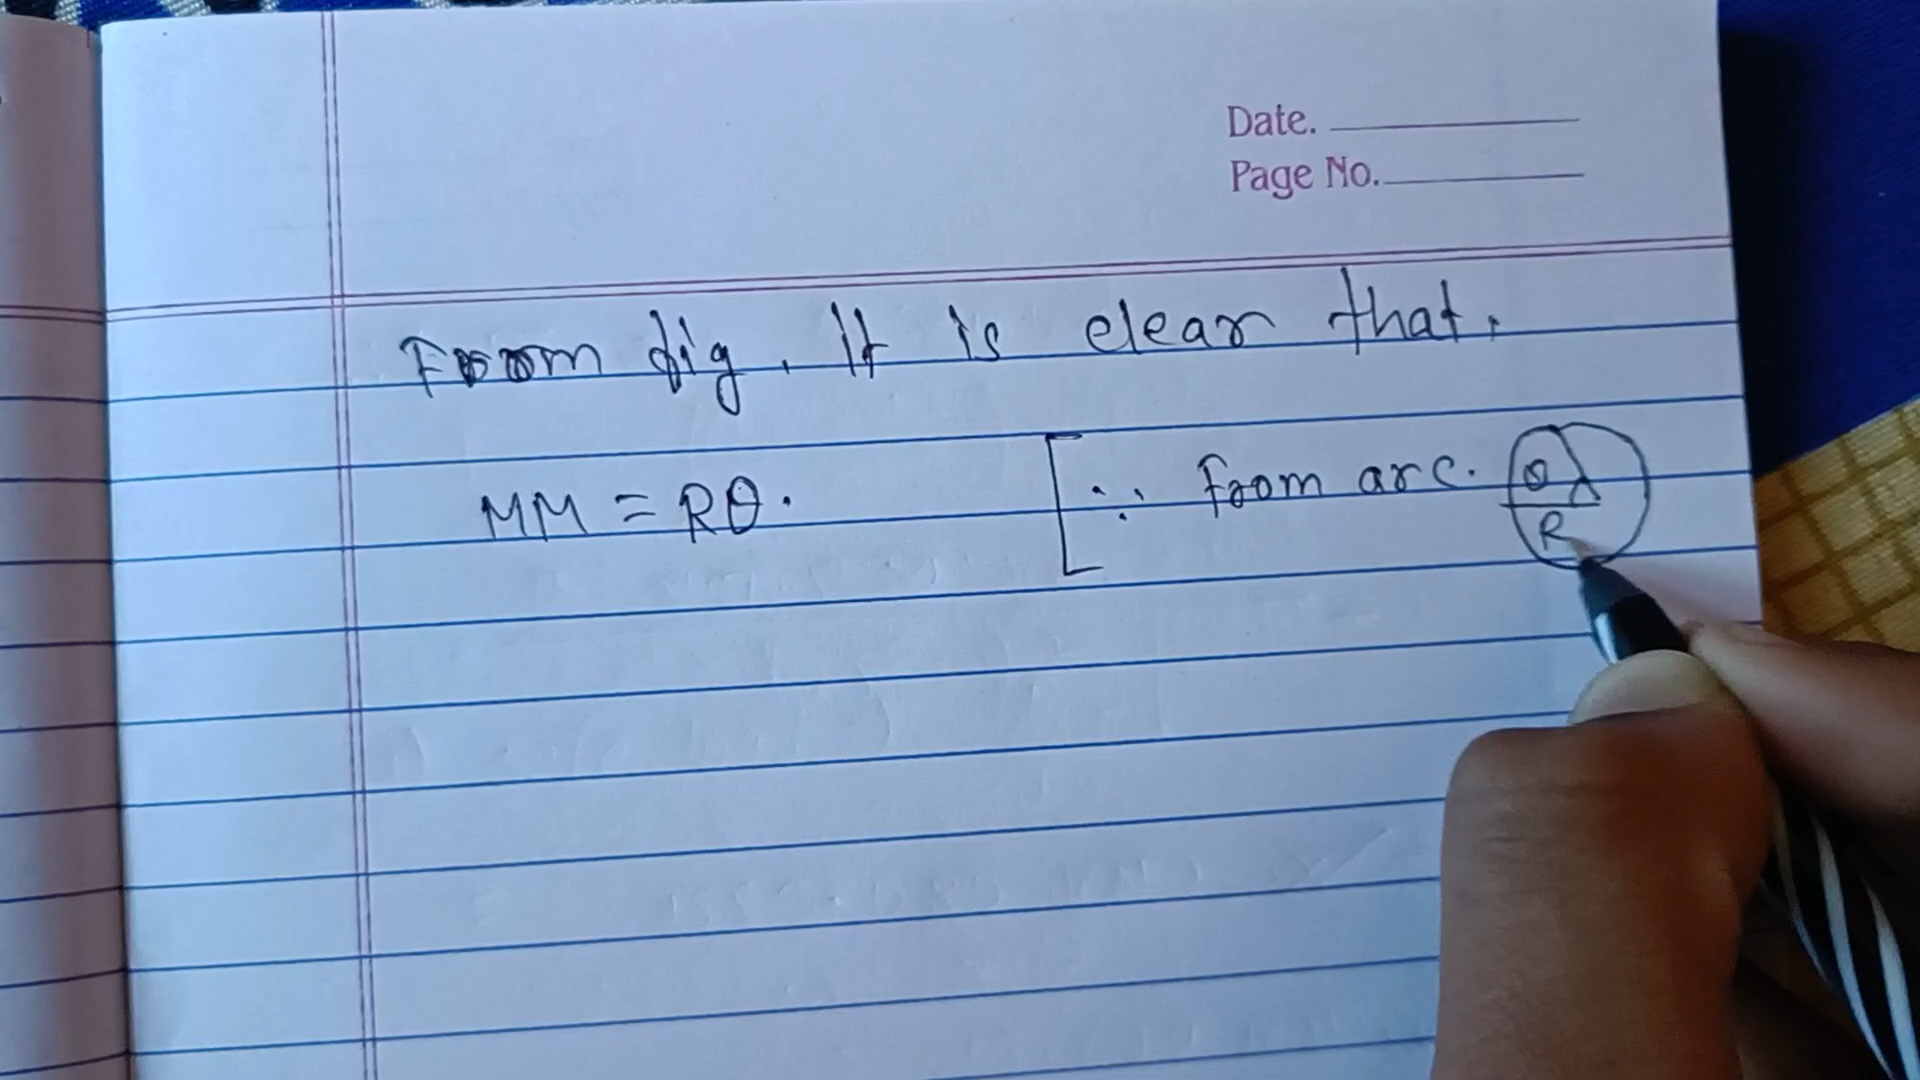 Date.
Page No.
From fig. It is clear that.
MM = Rθ. [∵ from arc. θ R